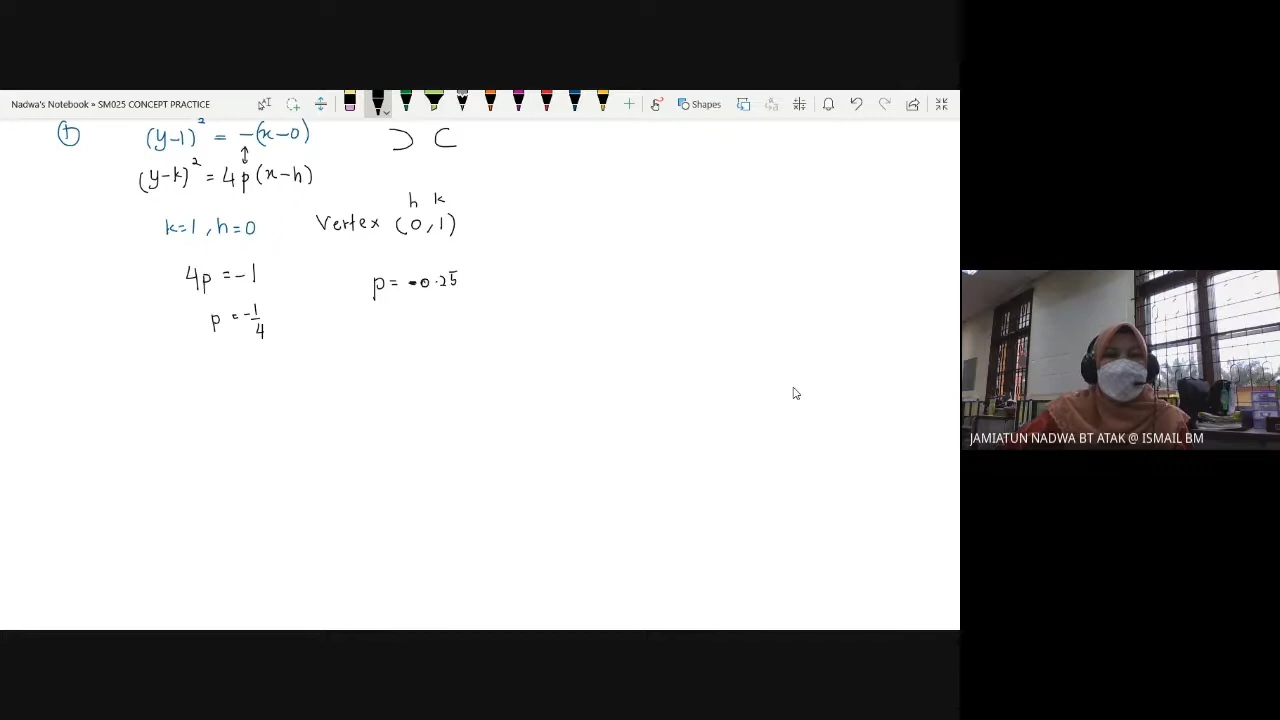 Nadwa's Notebook » SM025 CONCEPT PRACTICE
Shapes
(y-1)² = -(x-0)
(y-k)² = 4p(x-h)
h k
k=1, h=0 Vertex (0,1)
4p = -1 p = -0.25
p = -1/4
JAMIATUN NADWA BT ATAK @ ISMAIL BM